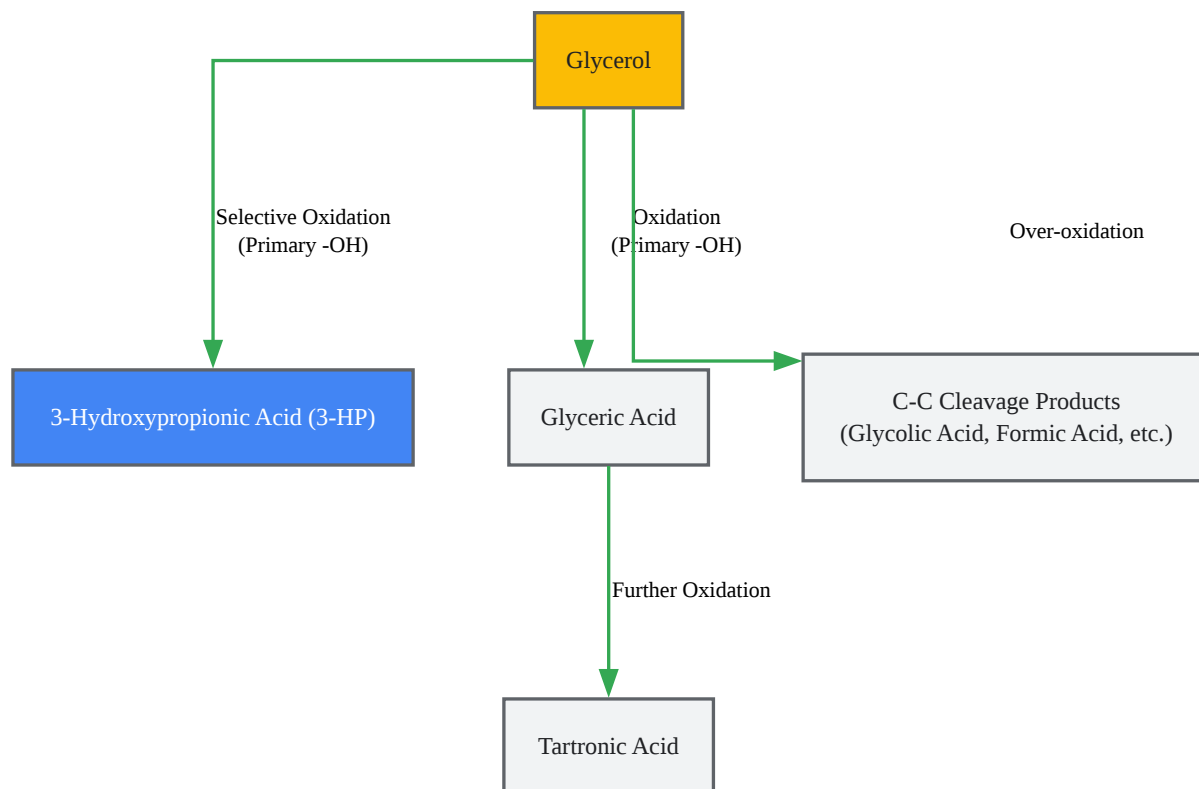 Glycerol
Selective Oxidation
(Primary -OH)
Oxidation
(Primary -OH)
Over-oxidation
3-Hydroxypropionic Acid (3-HP)
Glyceric Acid
C-C Cleavage Products
(Glycolic Acid, Formic Acid, etc.)
Further Oxidation
Tartronic Acid